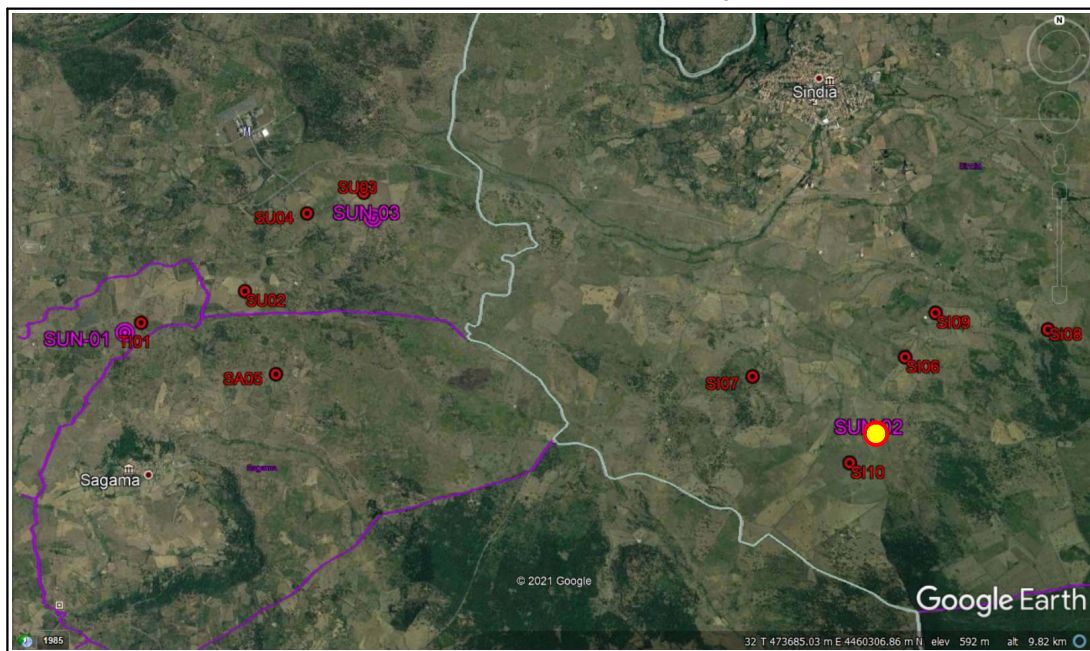 N
Sindia
M
SU03
SU04
SUN-03
Sindia
SU02
SUN-01
TI01
SI09
SI08
SI06
SA05
SI07
SUN-02
SI10
Sagama
Sagama
© 2021 Google
Google Earth
1985
32 T 473685.03 m E 4460306.86 m N elev 592 m alt 9.82 km